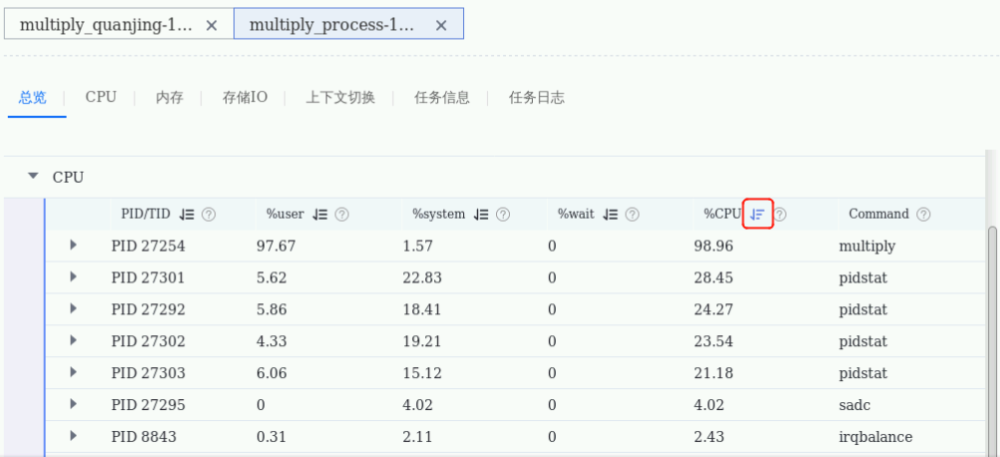 multiply_quanjing-1... × multiply_process-1... ×
总览 CPU 内存 存储IO 上下文切换 任务信息 任务日志
CPU
PID/TID %user %system %wait %CPU Command
PID 27254 97.67 1.57 0 98.96 multiply
PID 27301 5.62 22.83 0 28.45 pidstat
PID 27292 5.86 18.41 0 24.27 pidstat
PID 27302 4.33 19.21 0 23.54 pidstat
PID 27303 6.06 15.12 0 21.18 pidstat
PID 27295 0 4.02 0 4.02 sadc
PID 8843 0.31 2.11 0 2.43 irqbalance